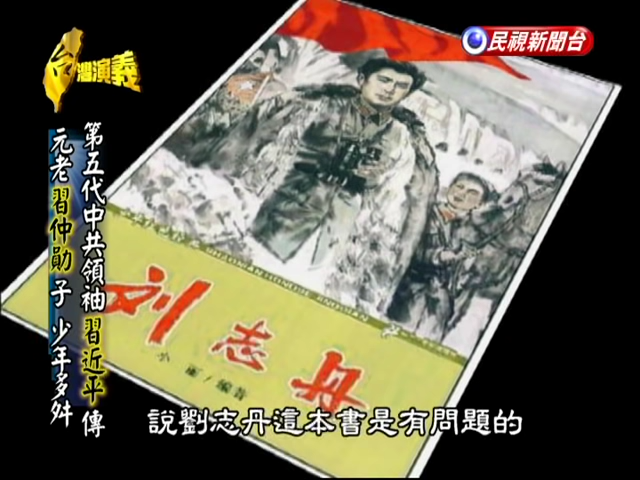 民視新聞台
台灣演義
第五代中共領袖習近平傳
元老習仲勛子 少年多舛
刘志丹
编著
說劉志丹這本書是有問題的